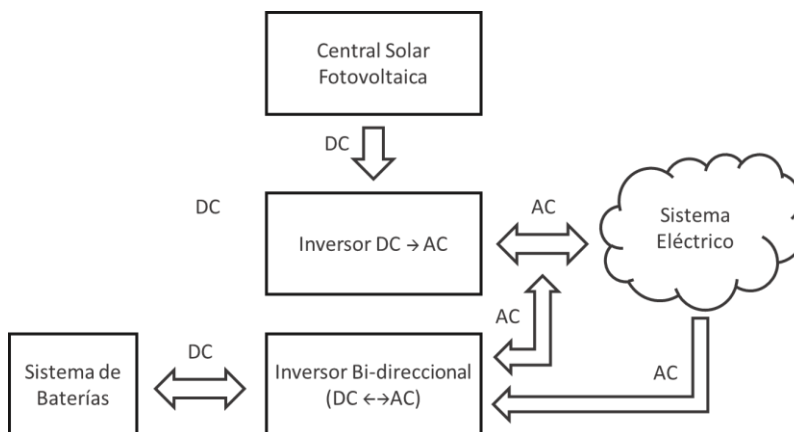 Central Solar
Fotovoltaica
DC
DC
AC
Inversor DC → AC
Sistema
Eléctrico
AC
DC
Sistema de
Baterías
Inversor Bi-direccional
(DC ←→AC)
AC